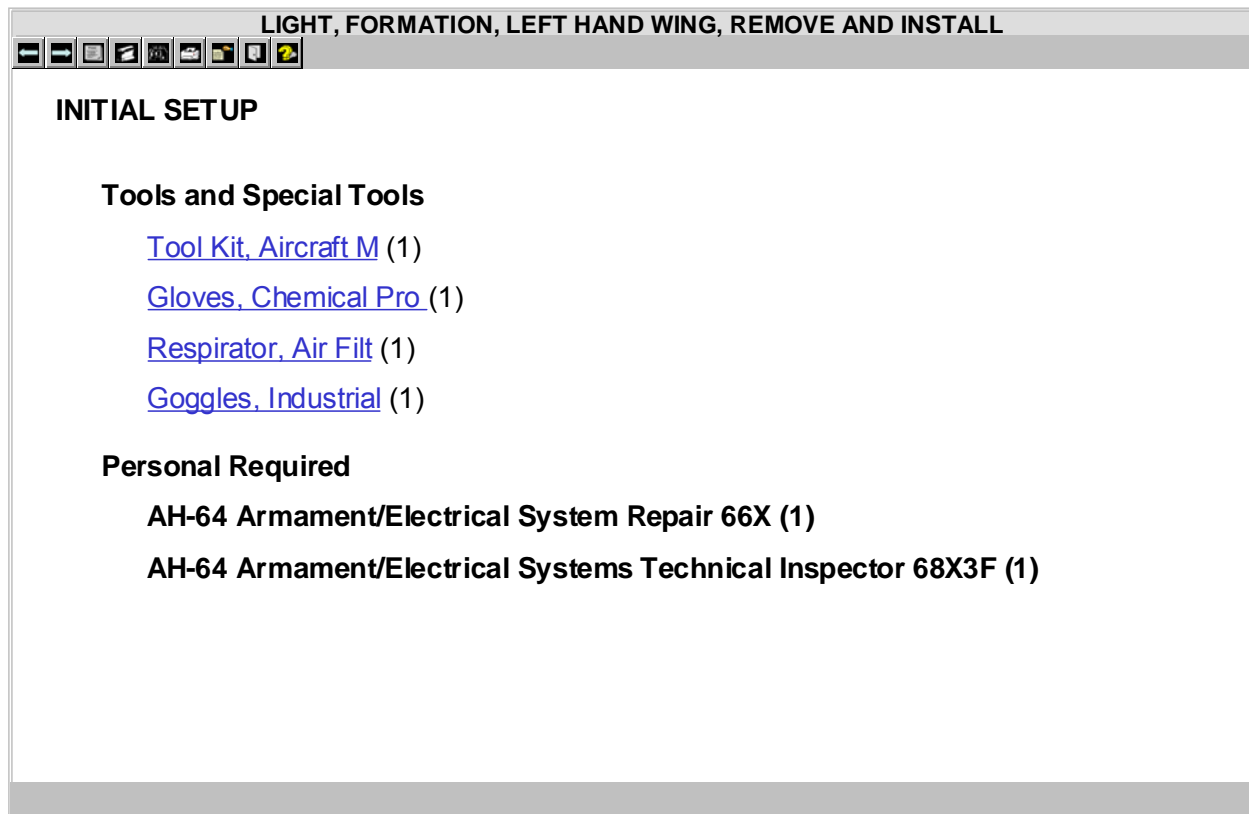 LIGHT, FORMATION, LEFT HAND WING, REMOVE AND INSTALL
INITIAL SETUP
Tools and Special Tools
Tool Kit, Aircraft M (1)
Gloves, Chemical Pro (1)
Respirator, Air Filt (1)
Goggles, Industrial (1)
Personal Required
AH-64 Armament/Electrical System Repair 66X (1)
AH-64 Armament/Electrical Systems Technical Inspector 68X3F (1)